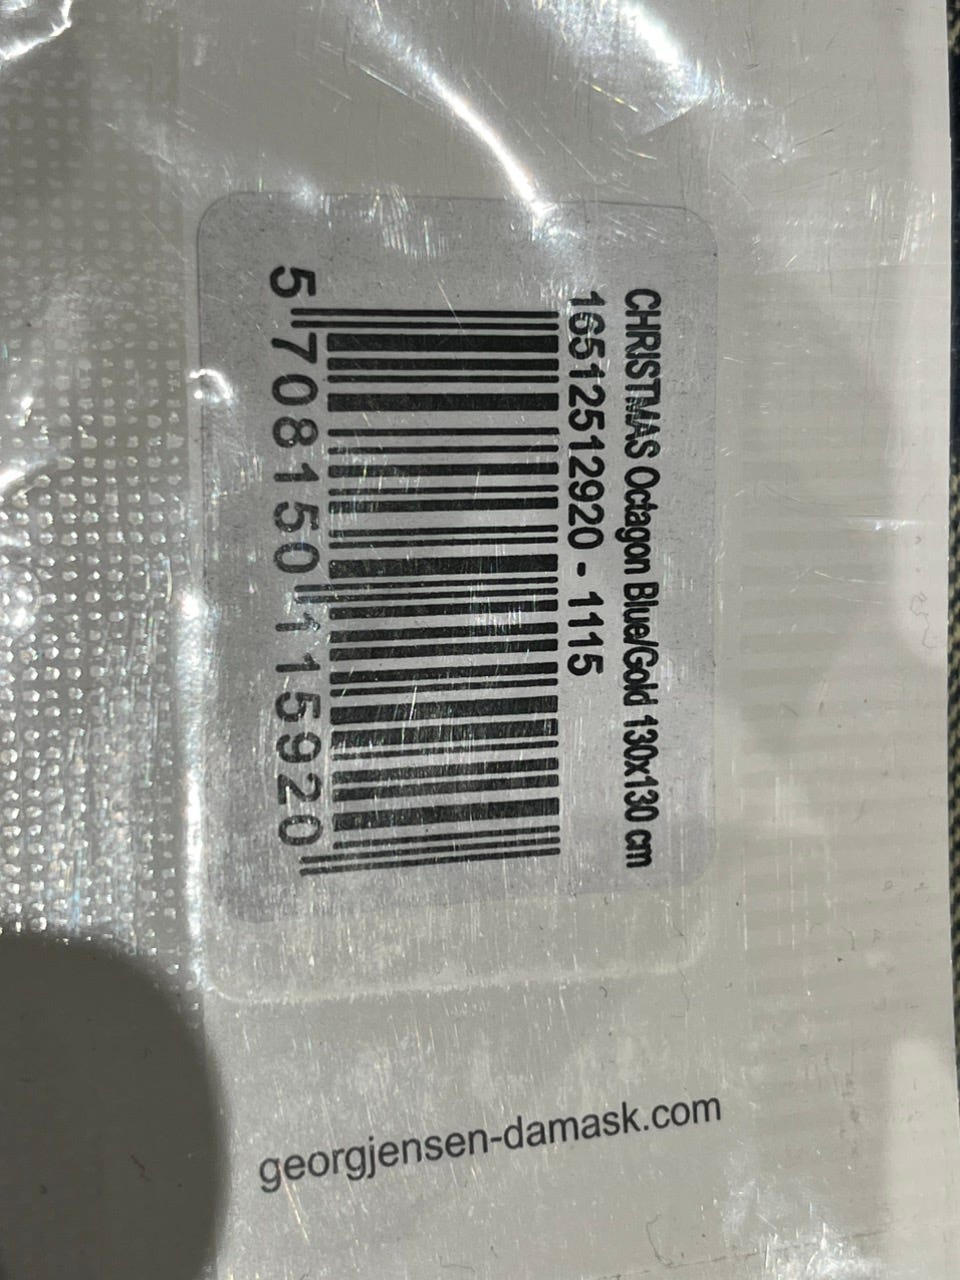 CHRISTMAS Octagon Blue/Gold 130x130 cm
16512512920 - 1115
5 708150 115920
georgjensen-damask.com